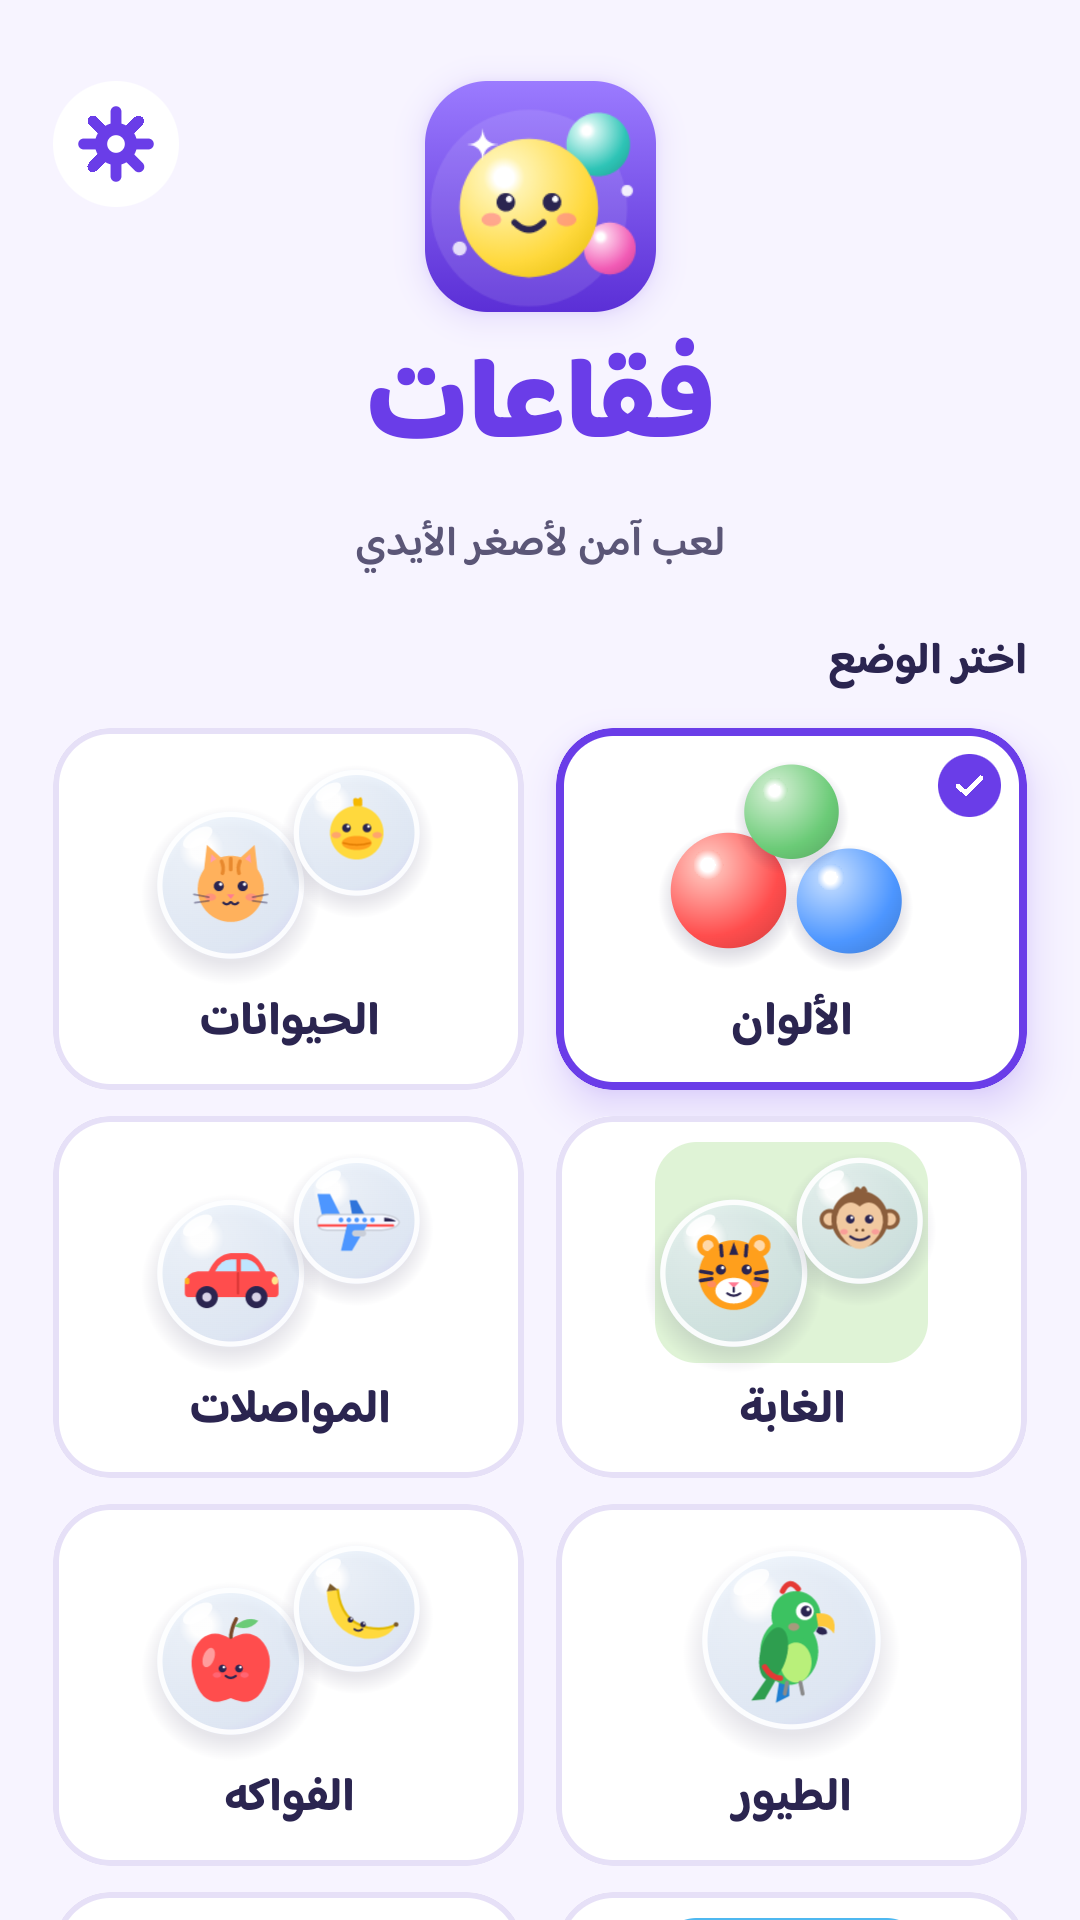 فقاعات
لعب آمن لأصغر الأيدي
اختر الوضع
الألوان
الحيوانات
الغابة
المواصلات
الطيور
الفواكه